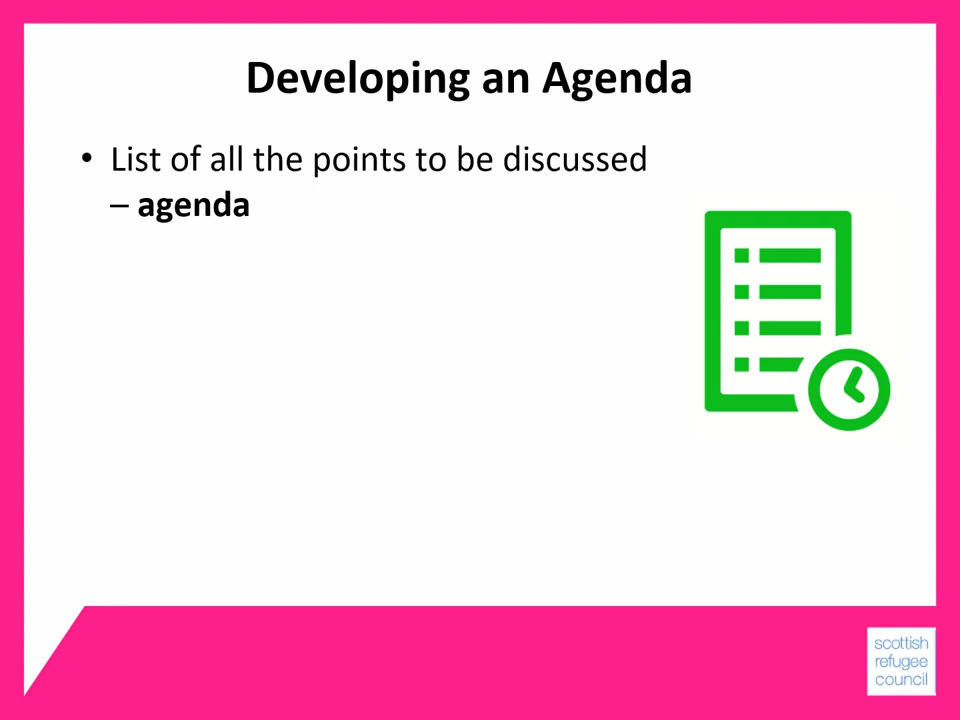 Developing an Agenda
• List of all the points to be discussed
– agenda
scottish
refugee
council